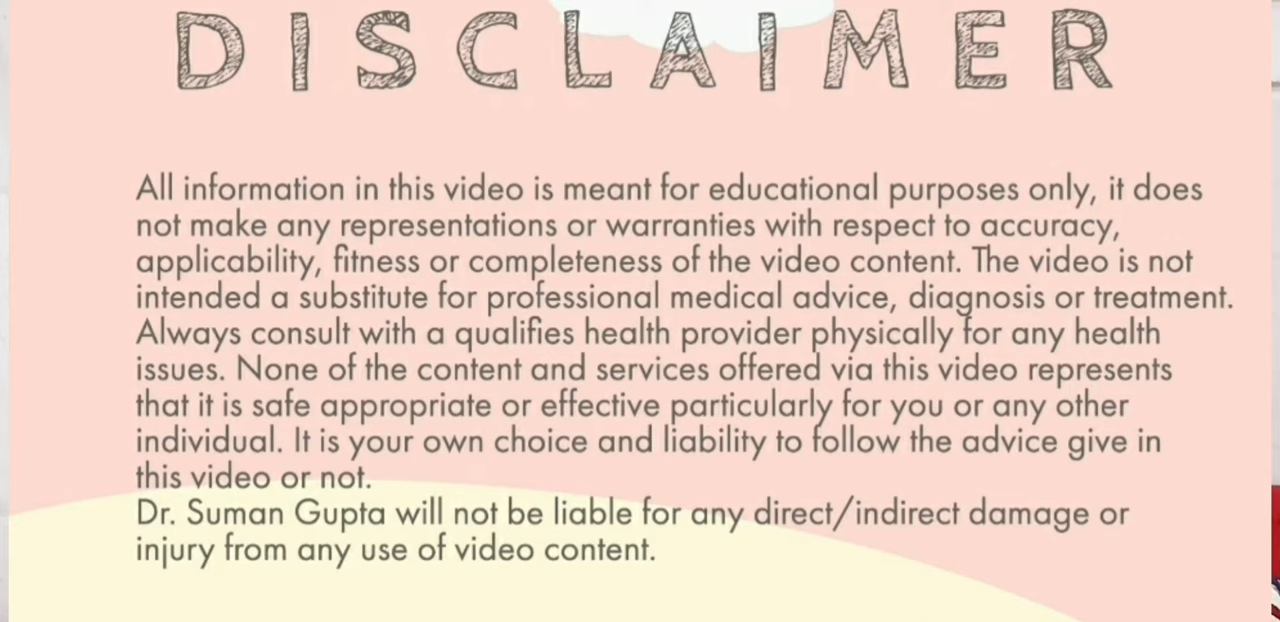 DISCLAIMER
All information in this video is meant for educational purposes only, it does
not make any representations or warranties with respect to accuracy,
applicability, fitness or completeness of the video content. The video is not
intended a substitute for professional medical advice, diagnosis or treatment.
Always consult with a qualifies health provider physically for any health
issues. None of the content and services offered via this video represents
that it is safe appropriate or effective particularly for you or any other
individual. It is your own choice and liability to follow the advice give in
this video or not.
Dr. Suman Gupta will not be liable for any direct/indirect damage or
injury from any use of video content.